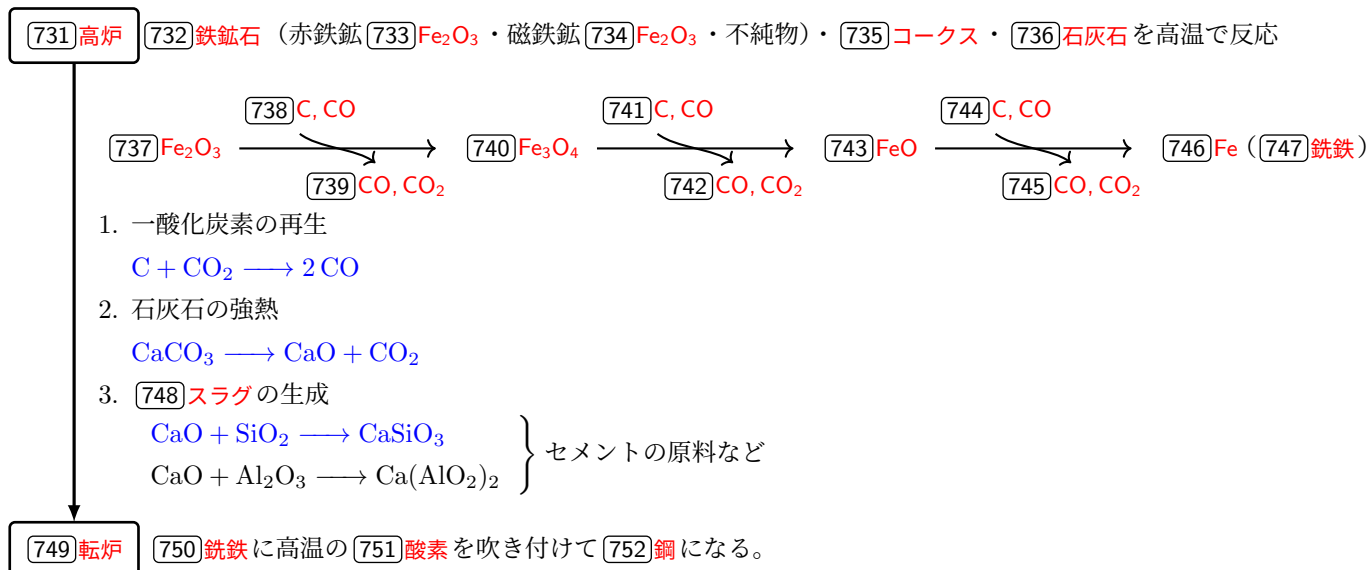 731高炉 732鉄鉱石（赤鉄鉱733Fe₂O₃・磁鉄鉱734Fe₂O₃・不純物）・735コークス・736石灰石を高温で反応
738C, CO 741C, CO 744C, CO
737Fe₂O₃ ⟶ 740Fe₃O₄ ⟶ 743FeO ⟶ 746Fe（747銑鉄）
739CO, CO₂ 742CO, CO₂ 745CO, CO₂
1. 一酸化炭素の再生
C + CO₂ ⟶ 2 CO
2. 石灰石の強熱
CaCO₃ ⟶ CaO + CO₂
3. 748スラグの生成
CaO + SiO₂ ⟶ CaSiO₃
CaO + Al₂O₃ ⟶ Ca(AlO₂)₂ } セメントの原料など
749転炉 750銑鉄に高温の751酸素を吹き付けて752鋼になる。